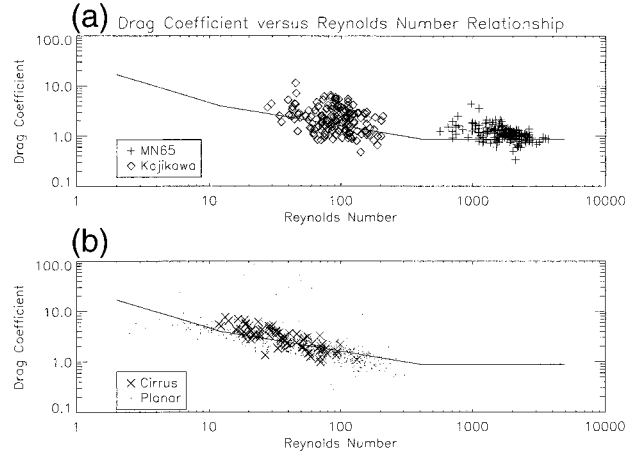 (a)
Drag Coefficient versus Reynolds Number Relationship
100.0
10.0
1.0
0.1
Drag Coefficient
+ MN65
◇ Kajikawa
1 10 100 1000 10000
Reynolds Number
(b)
100.0
10.0
1.0
0.1
Drag Coefficient
× Cirrus
· Planar
1 10 100 1000 10000
Reynolds Number